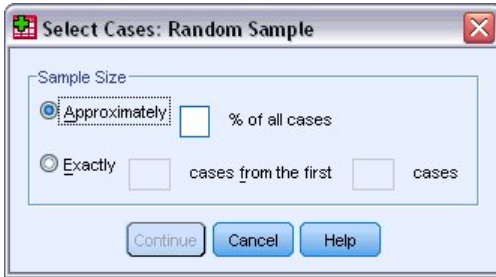 Select Cases: Random Sample
Sample Size
Approximately % of all cases
Exactly cases from the first cases
Continue Cancel Help